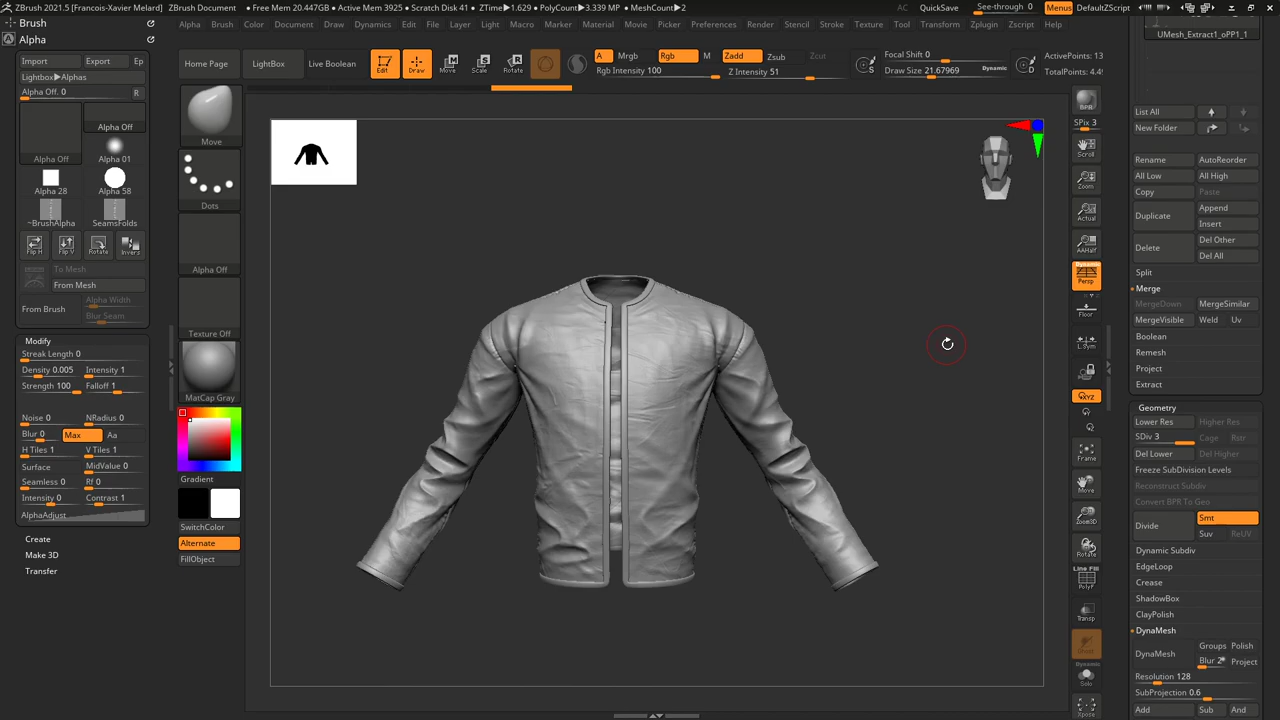 ZBrush 2021.5 [Francois-Xavier Melard] ZBrush Document • Free Mem 20.447GB • Active Mem 3925 • Scratch Disk 41 • ZTime►1.629 • PolyCount►3.339 MP • MeshCount►2 AC QuickSave See-through 0 Menus DefaultZScript
Brush
Alpha Brush Color Document Draw Dynamics Edit File Layer Light Macro Marker Material Movie Picker Preferences Render Stencil Stroke Texture Tool Transform Zplugin Zscript Help
Alpha
Import Export Ep
Lightbox►Alphas
Alpha Off. 0 R
Alpha Off
Alpha Off
Alpha 01
Alpha 28
Alpha 58
~BrushAlpha
SeamsFolds
Flip H Flip V Rotate Invers
To Mesh
From Mesh
From Brush
Alpha Width
Blur Seam
Modify
Streak Length 0
Density 0.005 Intensity 1
Strength 100 Falloff 1
Noise 0 NRadius 0
Blur 0 Max Aa
H Tiles 1 V Tiles 1
Surface MidValue 0
Seamless 0 Rf 0
Intensity 0 Contrast 1
AlphaAdjust
Create
Make 3D
Transfer
Home Page LightBox Live Boolean
Edit Draw Move Scale Rotate
A Mrgb Rgb M Zadd Zsub Zcut
Rgb Intensity 100 Z Intensity 51
S
Focal Shift 0
Draw Size 21.67969 Dynamic
D
ActivePoints: 13
TotalPoints: 4.4
Move
Dots
Alpha Off
Texture Off
MatCap Gray
Gradient
SwitchColor
Alternate
FillObject
BPR
SPix 3
Scroll
Zoom
Actual
AAHalf
Dynamic
Persp
Floor
L.Sym
XYZ
Frame
Move
Zoom3D
Rotate
Line Fill
PolyF
Transp
Dynamic
Solo
Xpose
UMesh_Extract1_oPP1_1
List All
New Folder
Rename AutoReorder
All Low All High
Copy Paste
Duplicate
Append
Insert
Delete
Del Other
Del All
Split
Merge
MergeDown MergeSimilar
MergeVisible Weld Uv
Boolean
Remesh
Project
Extract
Geometry
Lower Res Higher Res
SDiv 3 Cage Rstr
Del Lower Del Higher
Freeze SubDivision Levels
Reconstruct Subdiv
Convert BPR To Geo
Divide
Smt
Suv ReUV
Dynamic Subdiv
EdgeLoop
Crease
ShadowBox
ClayPolish
DynaMesh
DynaMesh
Groups Polish
Blur 2 Project
Resolution 128
SubProjection 0.6
Add Sub And